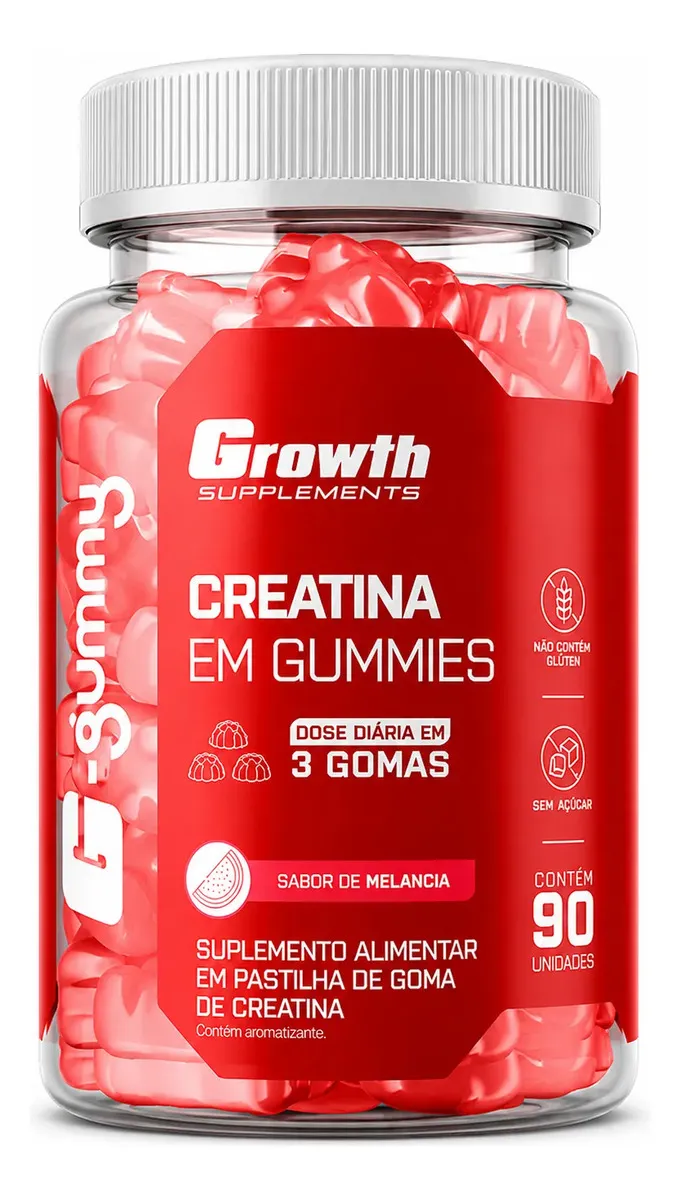 Growth
SUPPLEMENTS
CREATINA
EM GUMMIES
DOSE DIÁRIA EM
3 GOMAS
SABOR DE MELANCIA
SUPLEMENTO ALIMENTAR
EM PASTILHA DE GOMA
DE CREATINA
Contém aromatizante.
G-gummy
NÃO CONTÉM
GLÚTEN
SEM AÇÚCAR
CONTÉM
90
UNIDADES